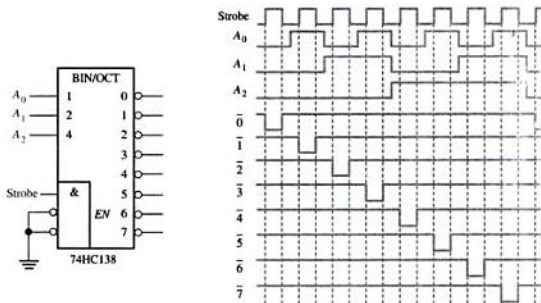 BIN/OCT
A₀ 1 0
A₁ 2 1
A₂ 4 2
3
4
Strobe & 5
EN 6
7
74HC138
Strobe
A₀
A₁
A₂
0̅
1̅
2̅
3̅
4̅
5̅
6̅
7̅